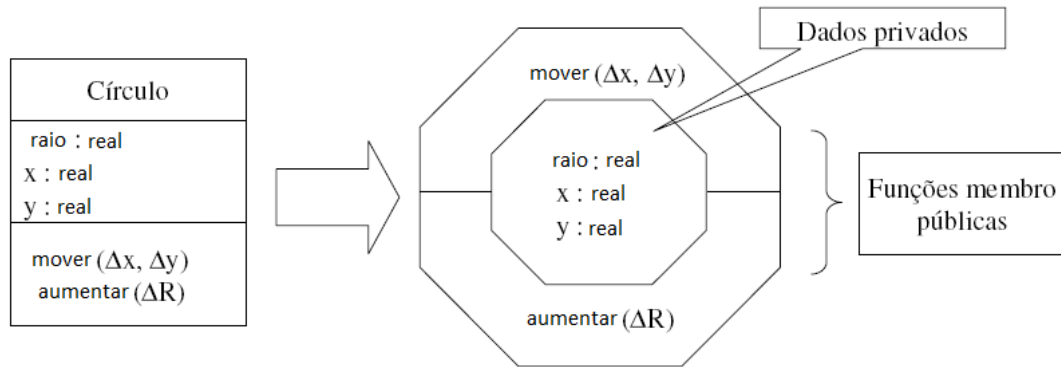 Círculo
raio : real
x : real
y : real
mover (Δx, Δy)
aumentar (ΔR)
Dados privados
mover (Δx, Δy)
raio : real
x : real
y : real
aumentar (ΔR)
Funções membro
públicas